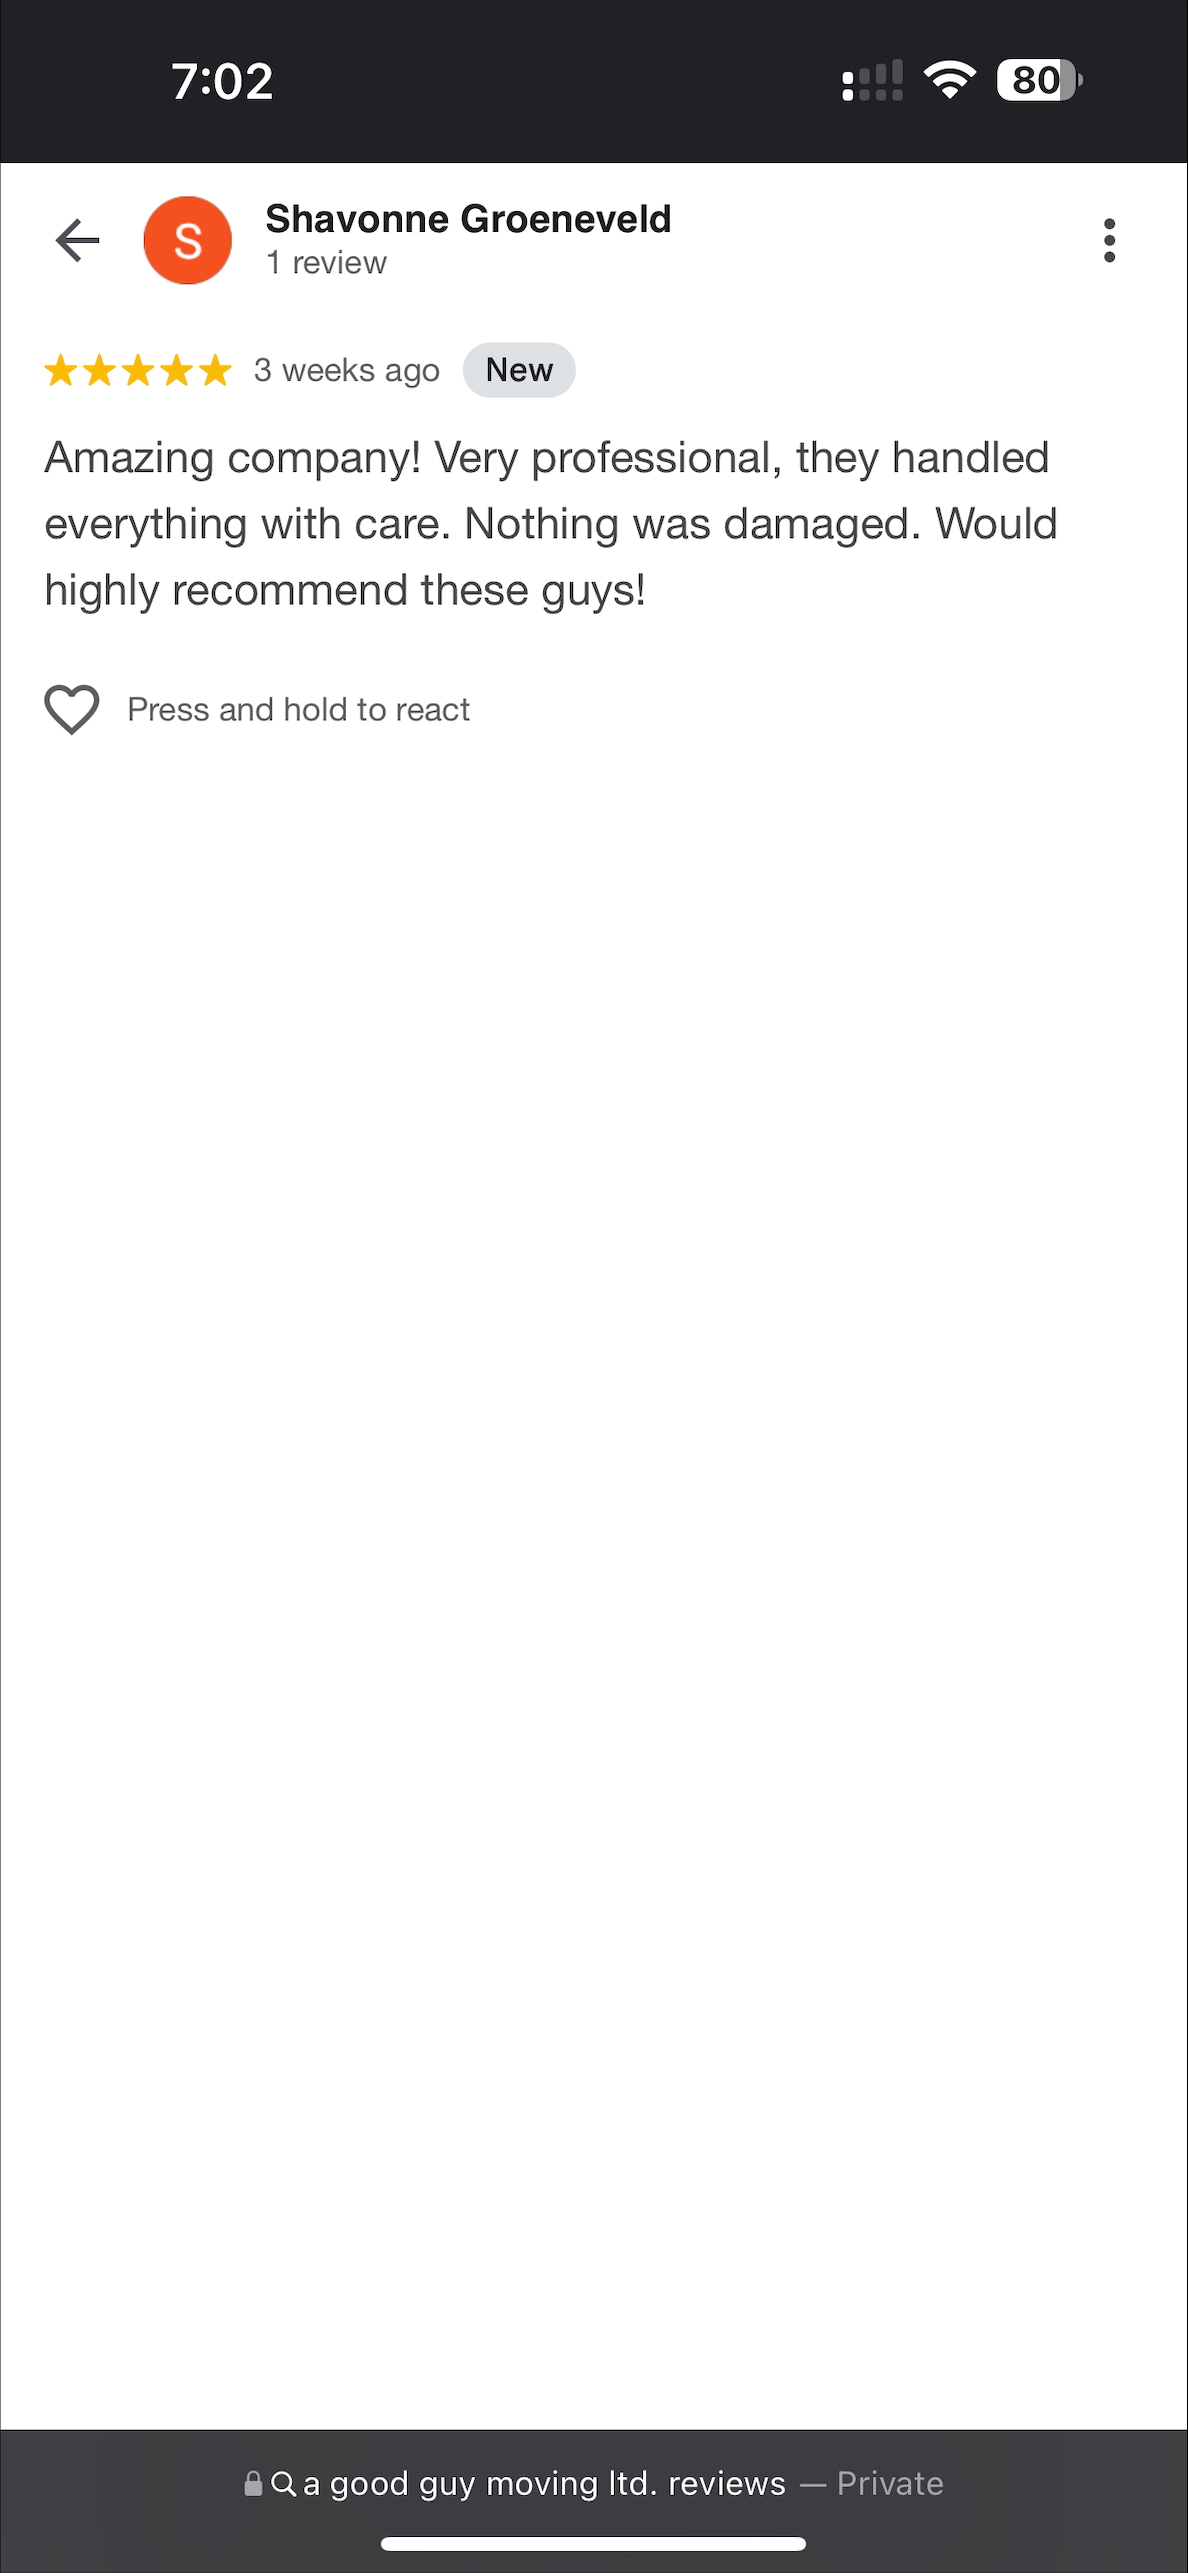 7:02
80
S
Shavonne Groeneveld
1 review
3 weeks ago
New
Amazing company! Very professional, they handled
everything with care. Nothing was damaged. Would
highly recommend these guys!
Press and hold to react
a good guy moving ltd. reviews — Private